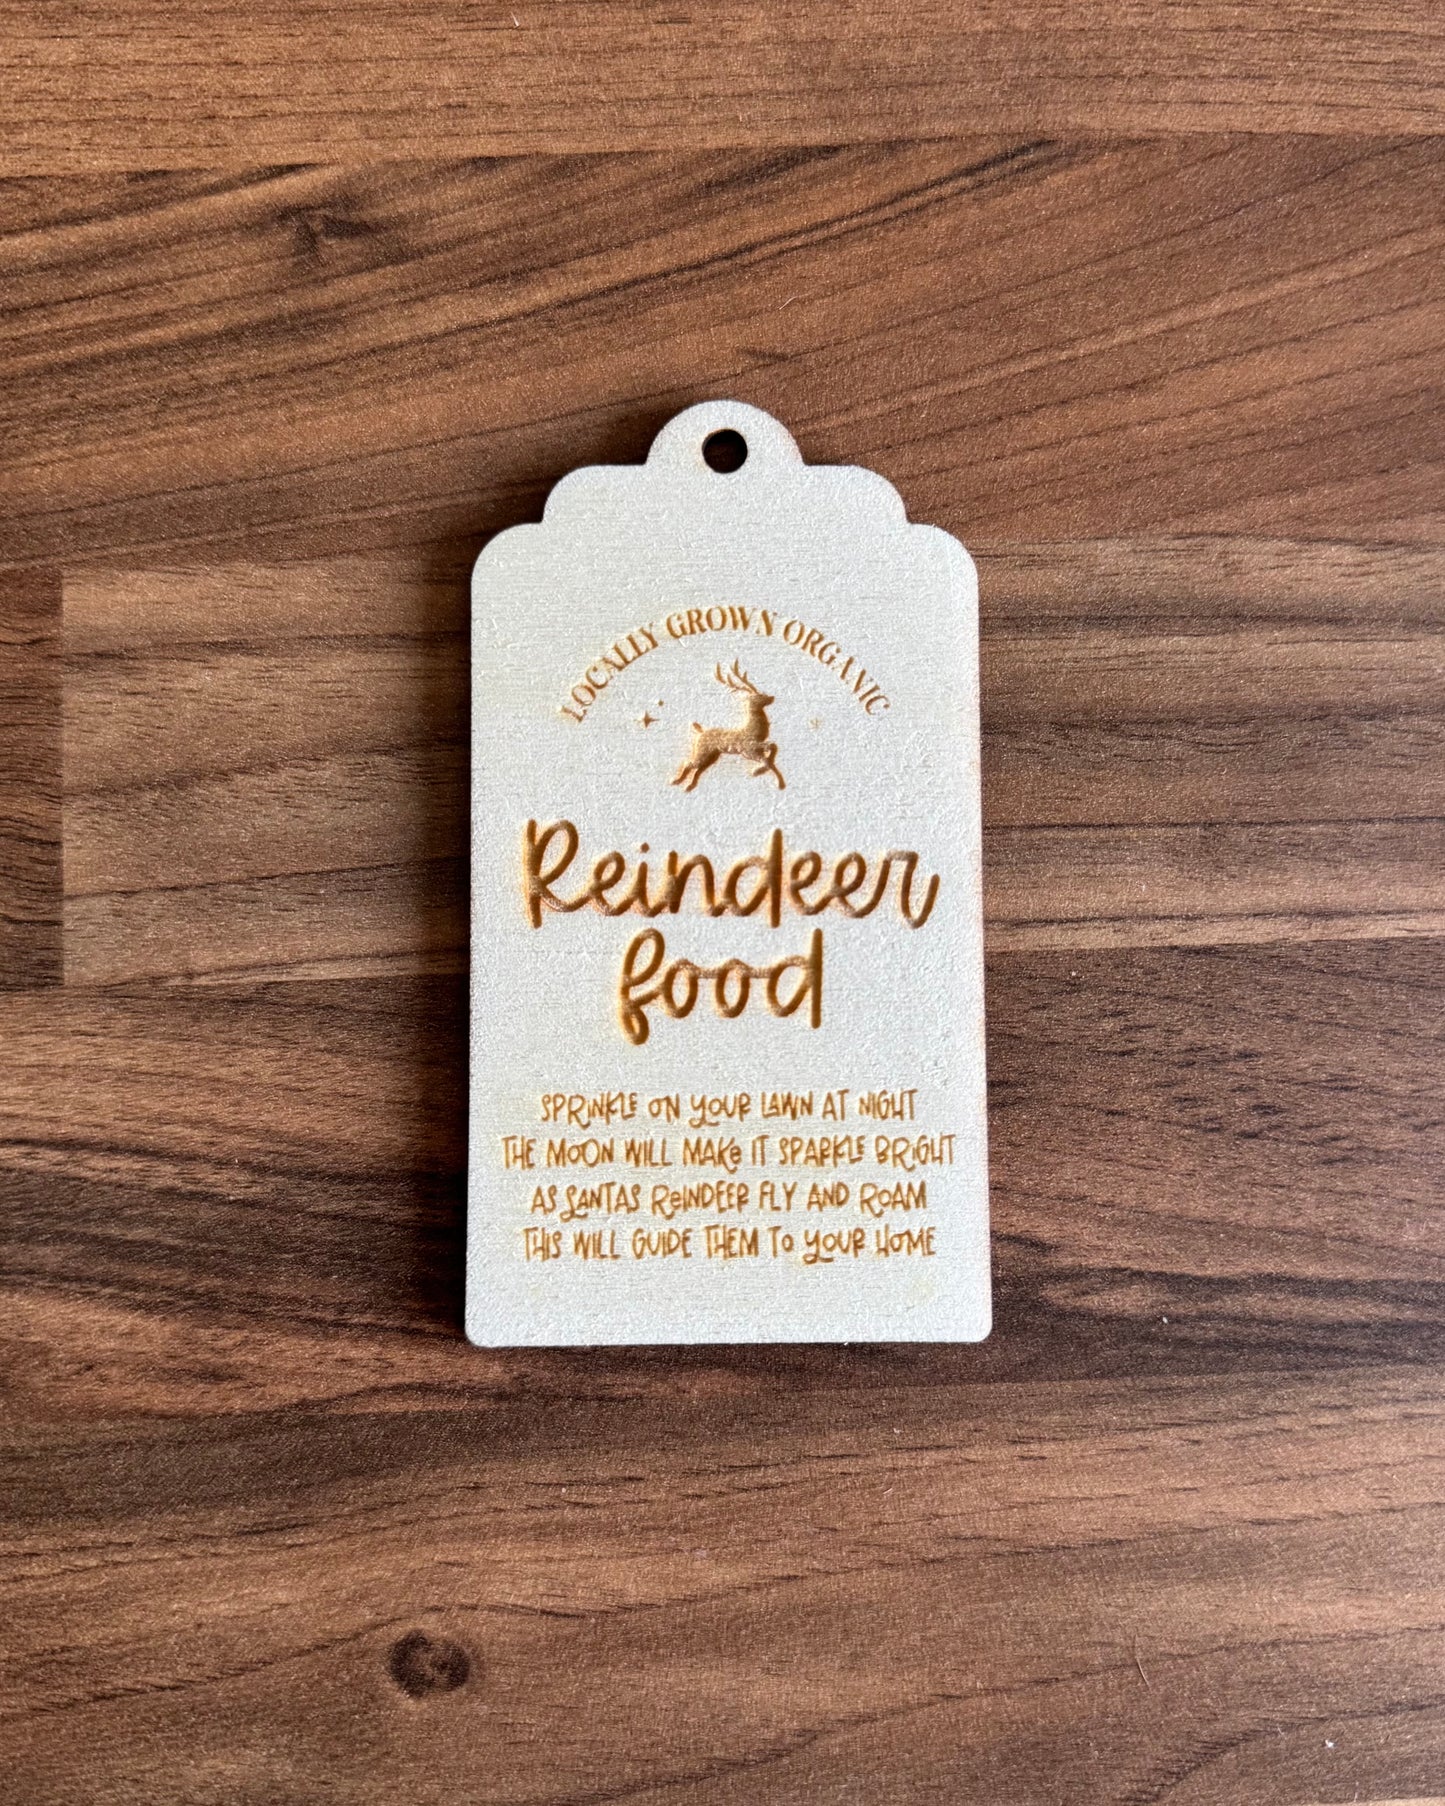 LOCALLY GROWN ORGANIC
Reindeer
food
SPRINKLE ON YOUR LAWN AT NIGHT
THE MOON WILL MAKe IT SPARKLE BRiGHT
AS SANTAS ReINDEER FLY AND ROAM
THIS WILL GUIDE THEM To YOUR HOME